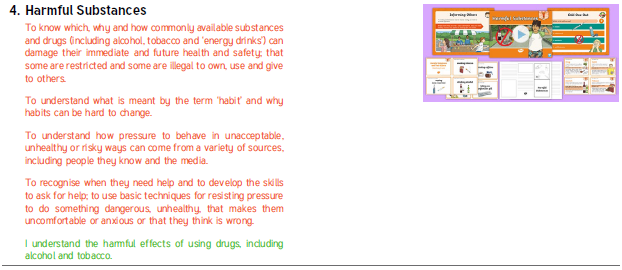 4. Harmful Substances
To know which, why and how commonly available substances
and drugs (including alcohol, tobacco and 'energy drinks') can
damage their immediate and future health and safety; that
some are restricted and some are illegal to own, use and give
to others.
To understand what is meant by the term 'habit' and why
habits can be hard to change.
To understand how pressure to behave in unacceptable,
unhealthy or risky ways can come from a variety of sources,
including people they know and the media.
To recognise when they need help and to develop the skills
to ask for help; to use basic techniques for resisting pressure
to do something dangerous, unhealthy, that makes them
uncomfortable or anxious or that they think is wrong.
I understand the harmful effects of using drugs, including
alcohol and tobacco.
Informing Others
Harmful Substances
Odd One Out